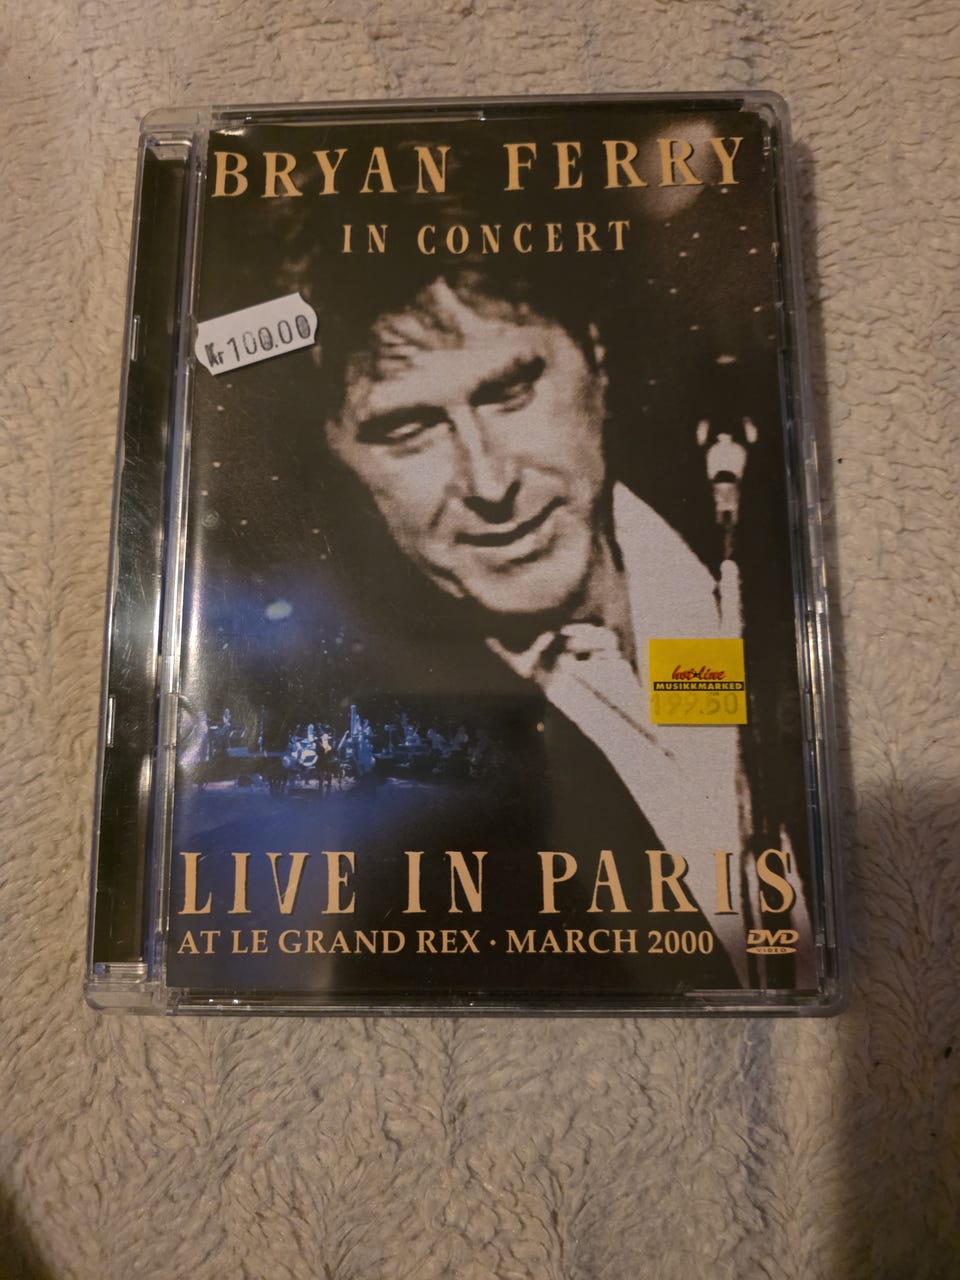 BRYAN FERRY
IN CONCERT
Kr 100.00
hot line
MUSIKKMARKED
199.50
LIVE IN PARIS
AT LE GRAND REX · MARCH 2000
DVD
VIDEO